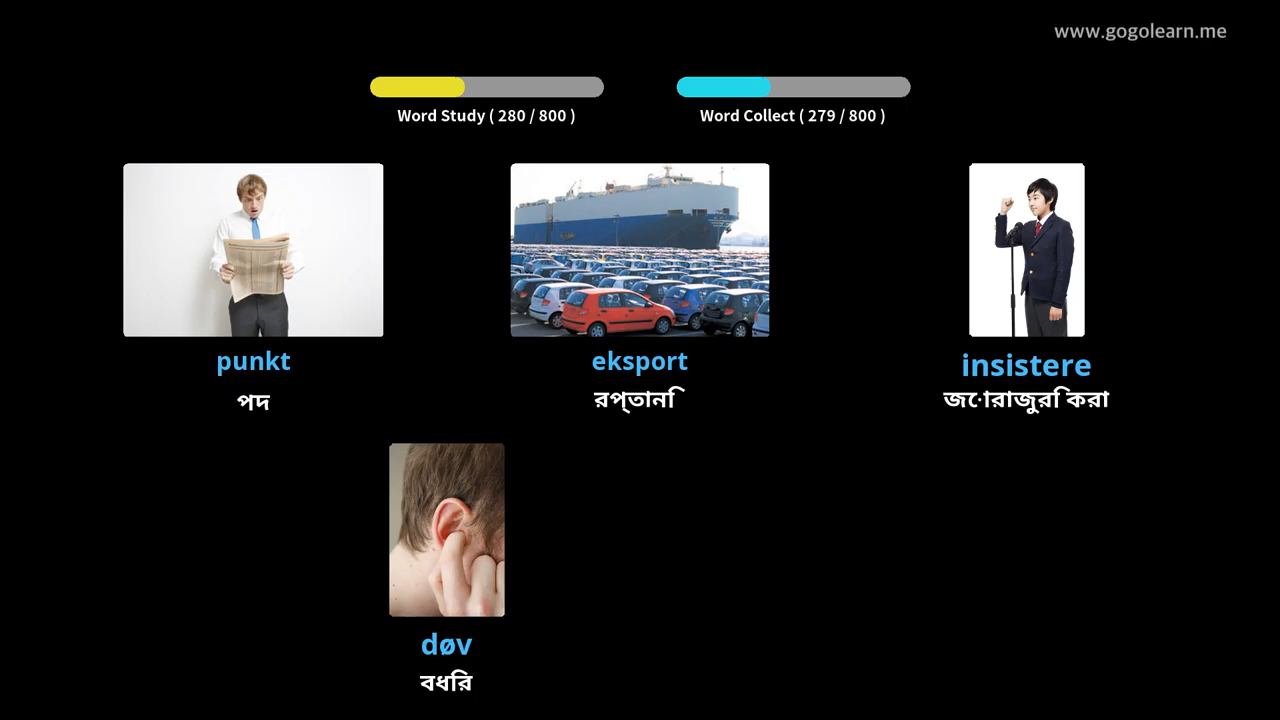 www.gogolearn.me
Word Study ( 280 / 800 )
Word Collect ( 279 / 800 )
punkt
পদ
eksport
রপ্তানি
insistere
জোরাজুরি করা
døv
বধির